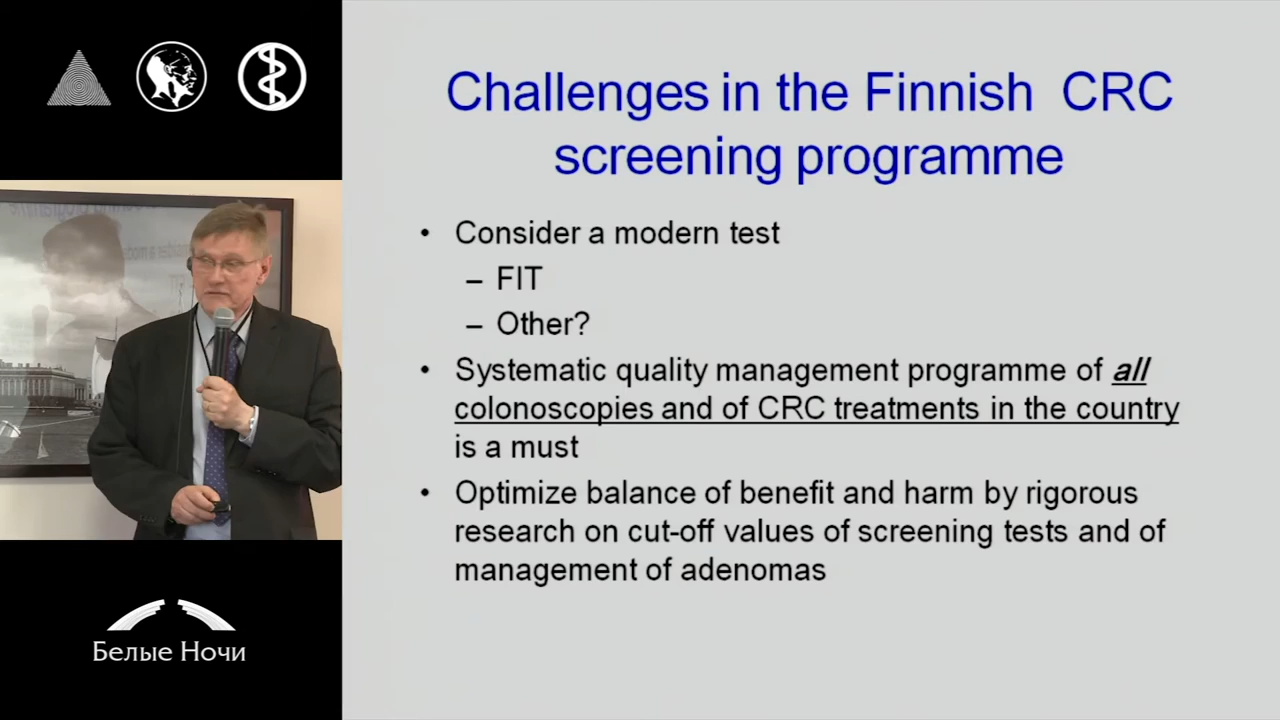 Challenges in the Finnish CRC
screening programme
• Consider a modern test
– FIT
– Other?
• Systematic quality management programme of all
colonoscopies and of CRC treatments in the country
is a must
• Optimize balance of benefit and harm by rigorous
research on cut-off values of screening tests and of
management of adenomas
Белые Ночи